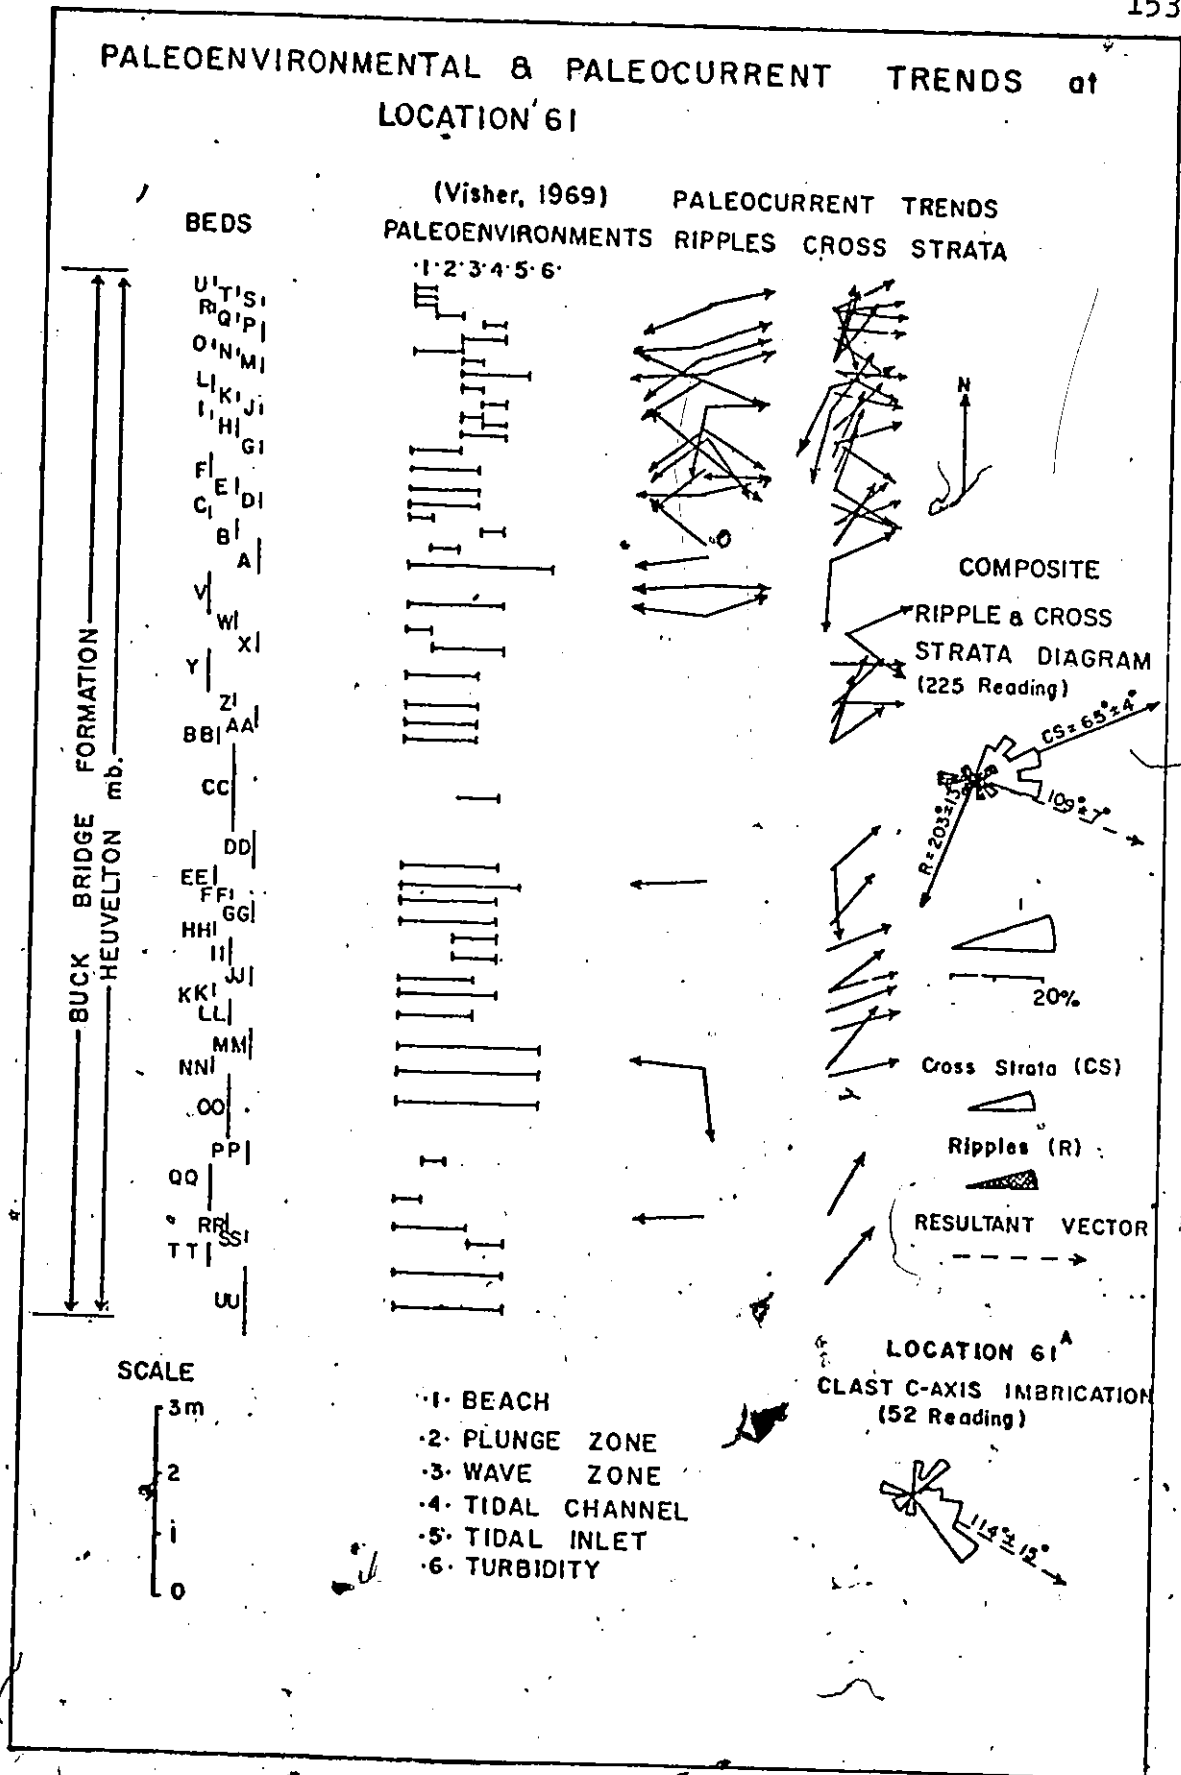 153
PALEOENVIRONMENTAL & PALEOCURRENT TRENDS at
LOCATION 61
(Visher, 1969) PALEOCURRENT TRENDS
BEDS PALEOENVIRONMENTS RIPPLES CROSS STRATA
·1·2·3·4·5·6·
U' T' S'
R' Q' P'
O' N' M'
L' K' J'
I' H' G'
F' E' D'
C' B' A
V W X
Y Z AA
BB
CC
DD
EE
FF
GG
HH
II
JJ
KK
LL
MM
NN
OO
PP
QQ
RR
SS
TT
UU
BUCK BRIDGE FORMATION
HEUVELTON mb.
N
COMPOSITE
RIPPLE & CROSS
STRATA DIAGRAM
(225 Reading)
CS=65°±4°
109°±7°
R=203°±13
20%
Cross Strata (CS)
Ripples (R)
RESULTANT VECTOR
LOCATION 61A
CLAST C-AXIS IMBRICATION
(52 Reading)
114°±15°
SCALE
3m
2
1
0
·1· BEACH
·2· PLUNGE ZONE
·3· WAVE ZONE
·4· TIDAL CHANNEL
·5· TIDAL INLET
·6· TURBIDITY